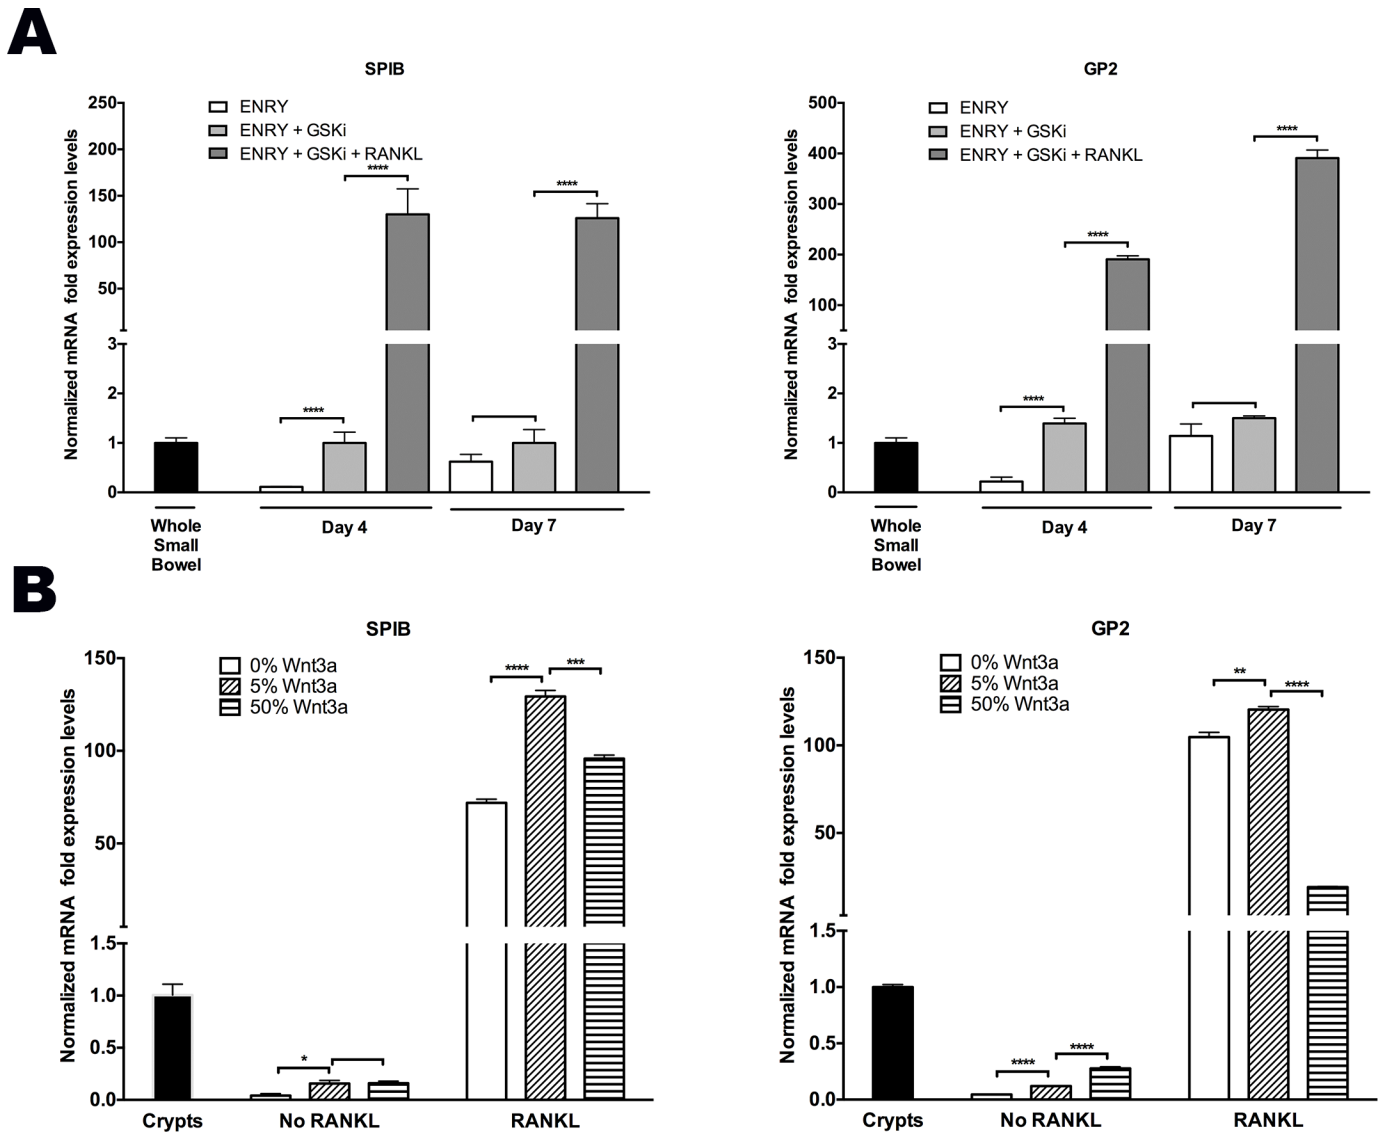 A
SPIB
Normalized mRNA fold expression levels
250
200
150
100
50
3
2
1
0
ENRY
ENRY + GSKi
ENRY + GSKi + RANKL
****
****
****
Whole
Small
Bowel
Day 4
Day 7
GP2
Normalized mRNA fold expression levels
500
400
300
200
100
3
2
1
0
ENRY
ENRY + GSKi
ENRY + GSKi + RANKL
****
****
****
Whole
Small
Bowel
Day 4
Day 7
B
SPIB
Normalized mRNA fold expression levels
150
100
50
1.5
1.0
0.5
0.0
0% Wnt3a
5% Wnt3a
50% Wnt3a
****
***
*
Crypts
No RANKL
RANKL
GP2
Normalized mRNA fold expression levels
150
100
50
1.5
1.0
0.5
0.0
0% Wnt3a
5% Wnt3a
50% Wnt3a
**
****
****
****
Crypts
No RANKL
RANKL